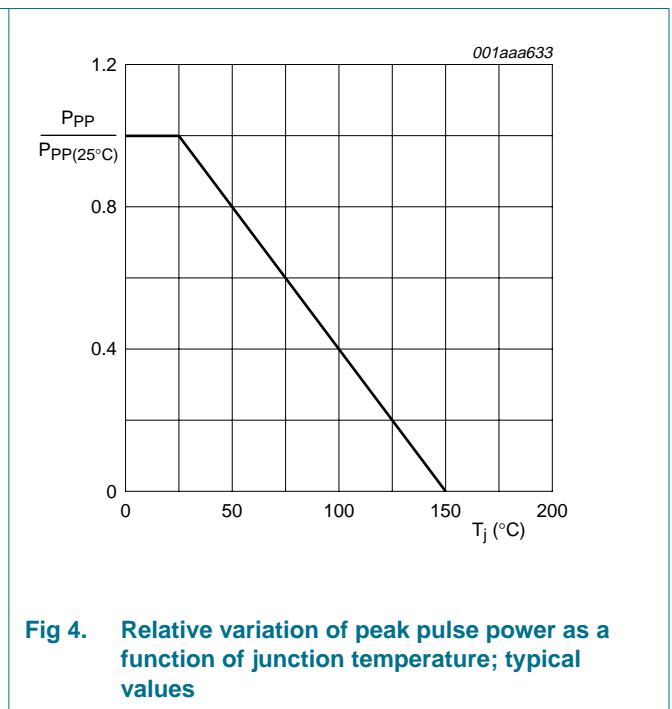 001aaa633
1.2
PPP
PPP(25°C)
0.8
0.4
0
0 50 100 150 200
Tj (°C)
Fig 4. Relative variation of peak pulse power as a
function of junction temperature; typical
values